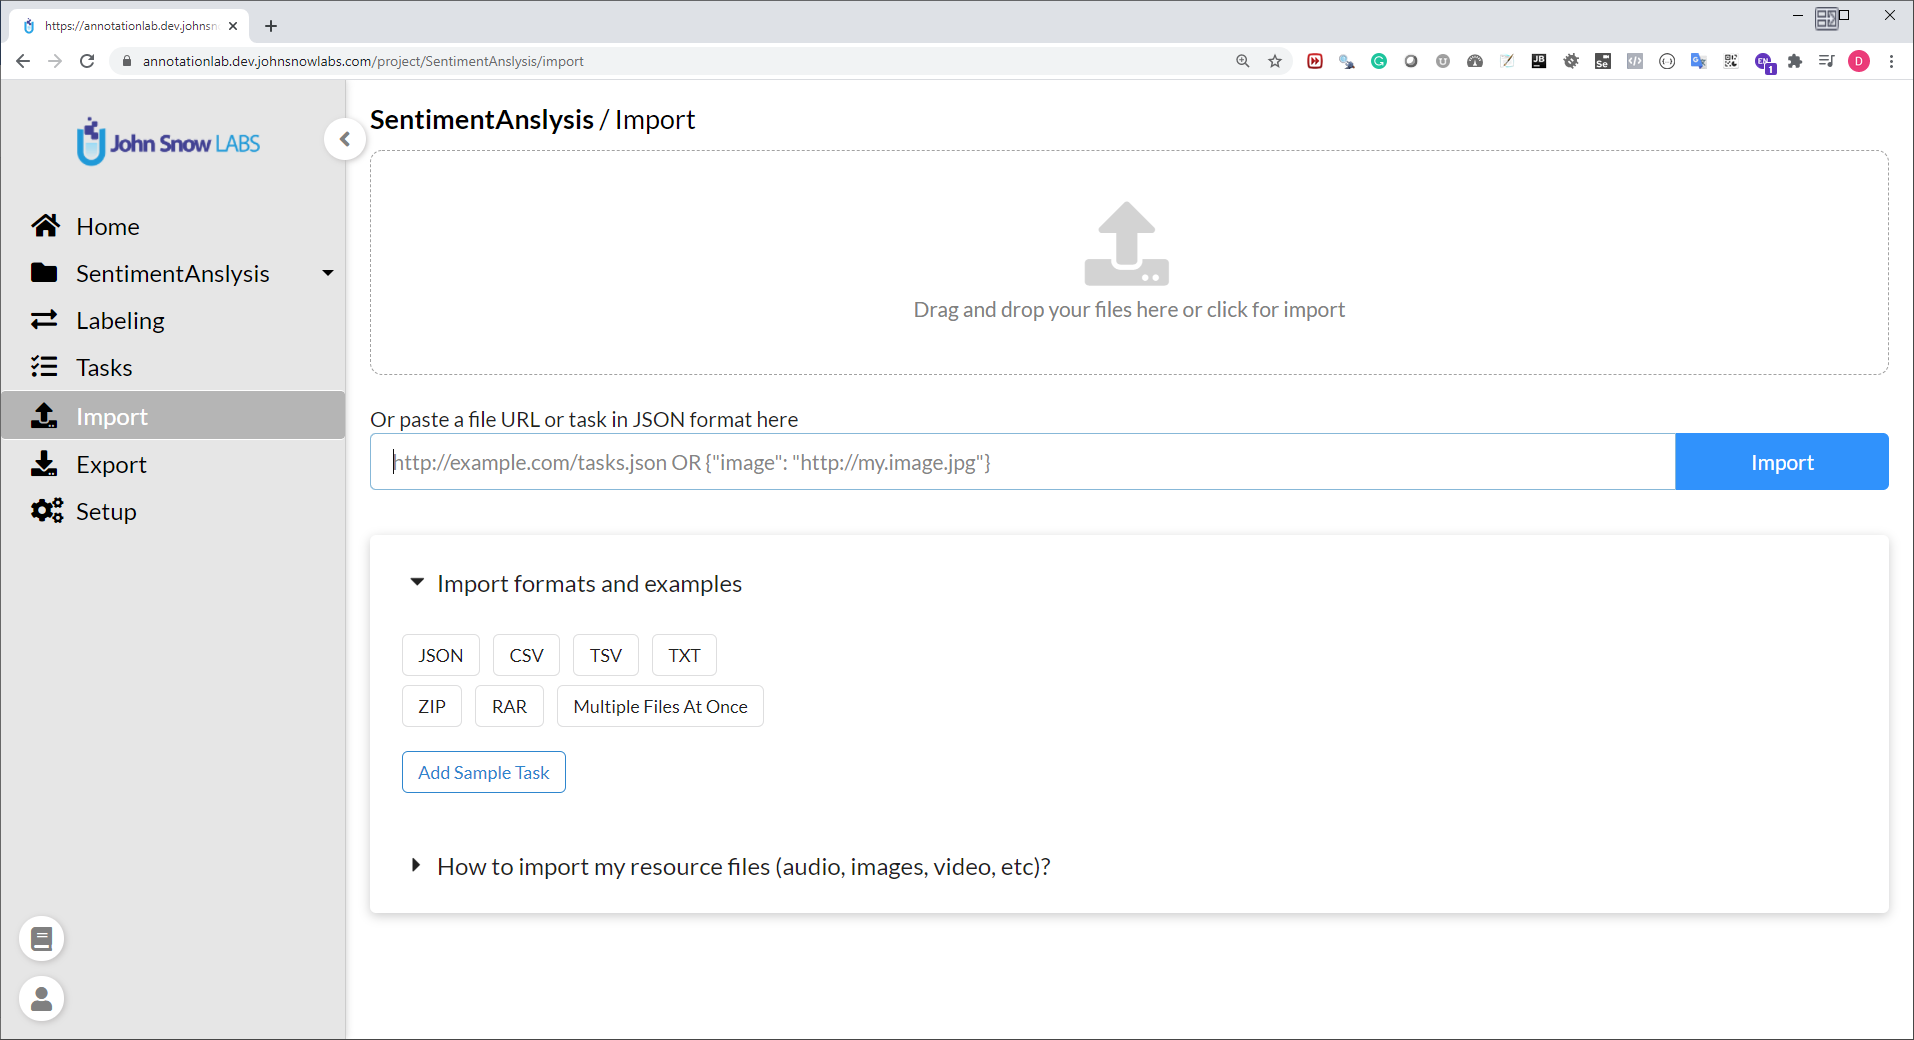 https://annotationlab.dev.johnsn
annotationlab.dev.johnsnowlabs.com/project/SentimentAnslysis/import
JB
Se
EN
1
D
John Snow LABS
SentimentAnslysis / Import
Home
SentimentAnslysis
Labeling
Tasks
Import
Export
Setup
Drag and drop your files here or click for import
Or paste a file URL or task in JSON format here
http://example.com/tasks.json OR {"image": "http://my.image.jpg"}
Import
Import formats and examples
JSON CSV TSV TXT
ZIP RAR Multiple Files At Once
Add Sample Task
How to import my resource files (audio, images, video, etc)?